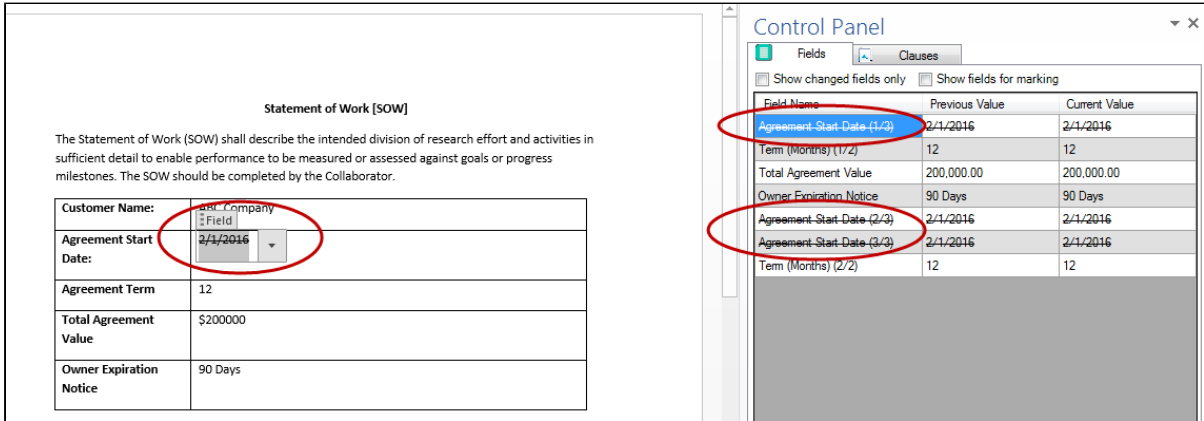 Statement of Work [SOW]
The Statement of Work (SOW) shall describe the intended division of research effort and activities in
sufficient detail to enable performance to be measured or assessed against goals or progress
milestones. The SOW should be completed by the Collaborator.
Customer Name: ABC Company
Field
Agreement Start 2/1/2016
Date:
Agreement Term 12
Total Agreement $200000
Value
Owner Expiration 90 Days
Notice
Control Panel
Fields Clauses
Show changed fields only Show fields for marking
Field Name Previous Value Current Value
Agreement Start Date (1/3) 2/1/2016 2/1/2016
Term (Months) (1/2) 12 12
Total Agreement Value 200,000.00 200,000.00
Owner Expiration Notice 90 Days 90 Days
Agreement Start Date (2/3) 2/1/2016 2/1/2016
Agreement Start Date (3/3) 2/1/2016 2/1/2016
Term (Months) (2/2) 12 12